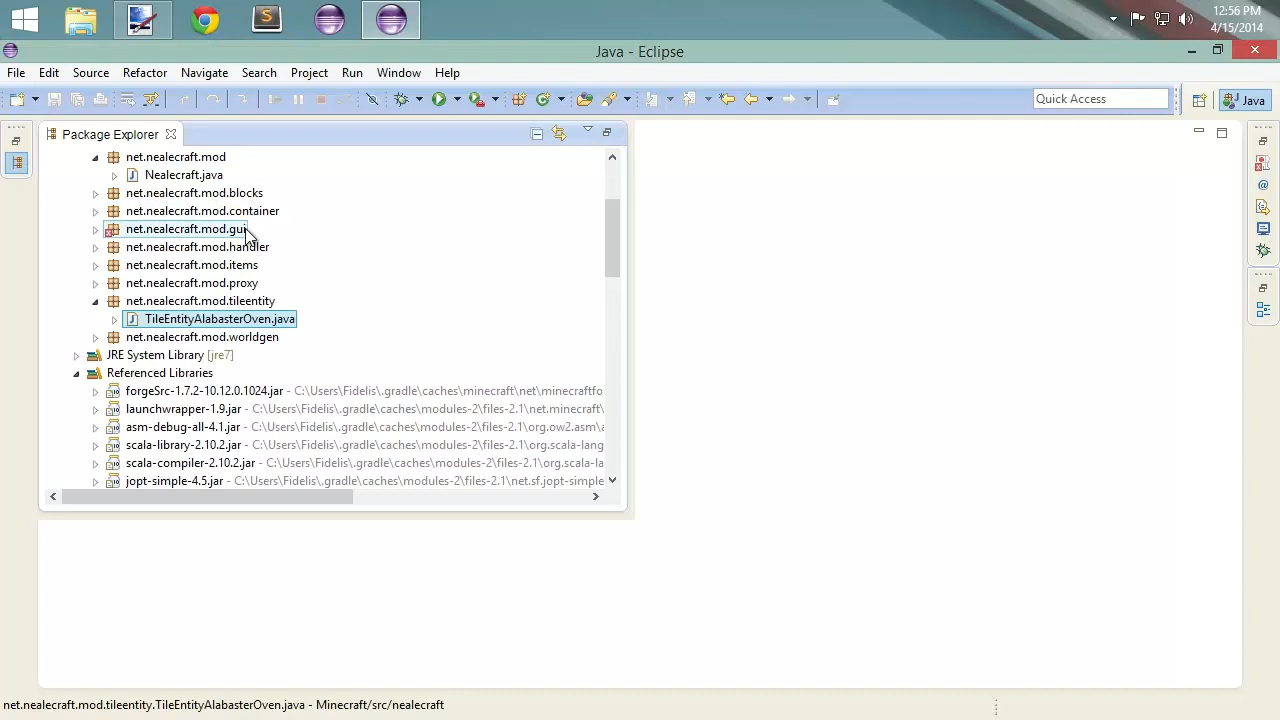 12:56 PM
4/15/2014
Java - Eclipse
File Edit Source Refactor Navigate Search Project Run Window Help
Quick Access
Java
Package Explorer
net.nealecraft.mod
Nealecraft.java
net.nealecraft.mod.blocks
net.nealecraft.mod.container
net.nealecraft.mod.gui
net.nealecraft.mod.handler
net.nealecraft.mod.items
net.nealecraft.mod.proxy
net.nealecraft.mod.tileentity
TileEntityAlabasterOven.java
net.nealecraft.mod.worldgen
JRE System Library [jre7]
Referenced Libraries
forgeSrc-1.7.2-10.12.0.1024.jar - C:\Users\Fidelis\.gradle\caches\minecraft\net\minecraftfo
launchwrapper-1.9.jar - C:\Users\Fidelis\.gradle\caches\modules-2\files-2.1\net.minecraft\
asm-debug-all-4.1.jar - C:\Users\Fidelis\.gradle\caches\modules-2\files-2.1\org.ow2.asm\a
scala-library-2.10.2.jar - C:\Users\Fidelis\.gradle\caches\modules-2\files-2.1\org.scala-lang
scala-compiler-2.10.2.jar - C:\Users\Fidelis\.gradle\caches\modules-2\files-2.1\org.scala-la
jopt-simple-4.5.jar - C:\Users\Fidelis\.gradle\caches\modules-2\files-2.1\net.sf.jopt-simple
net.nealecraft.mod.tileentity.TileEntityAlabasterOven.java - Minecraft/src/nealecraft